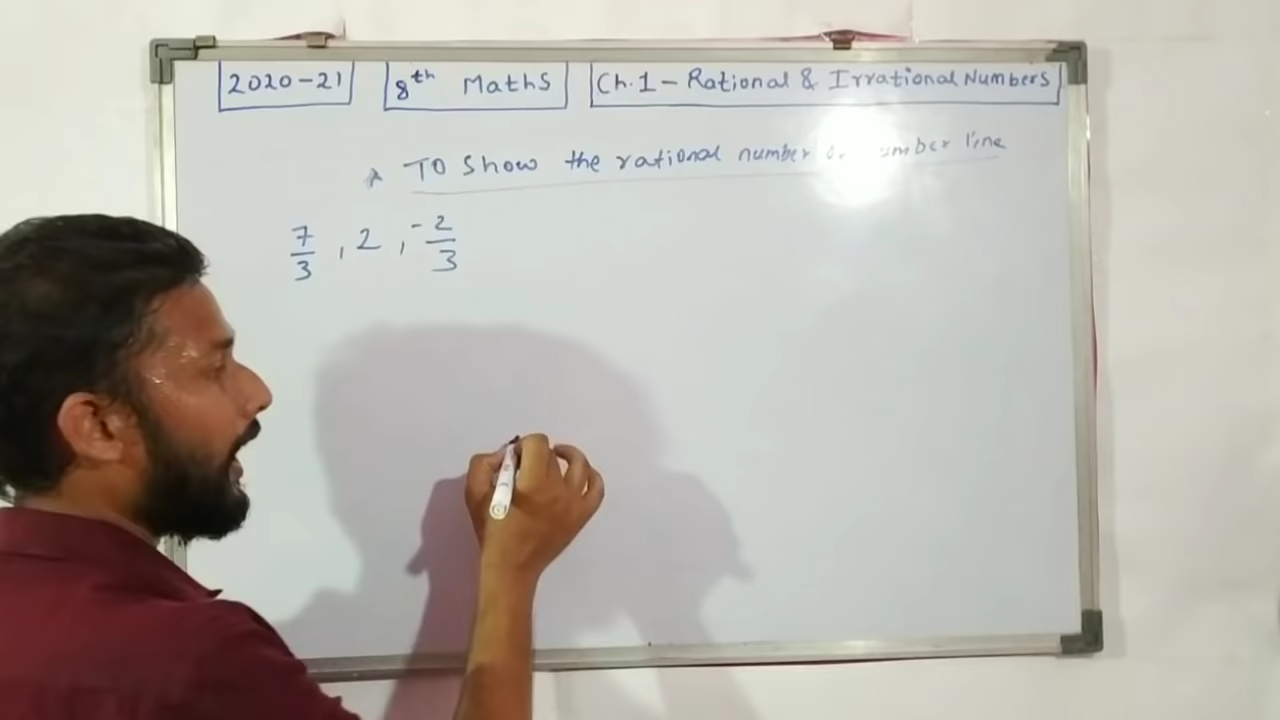 2020-21 8th Maths Ch.1 - Rational & Irrational Numbers
To Show the rational number line
7/3 , 2 , -2/3